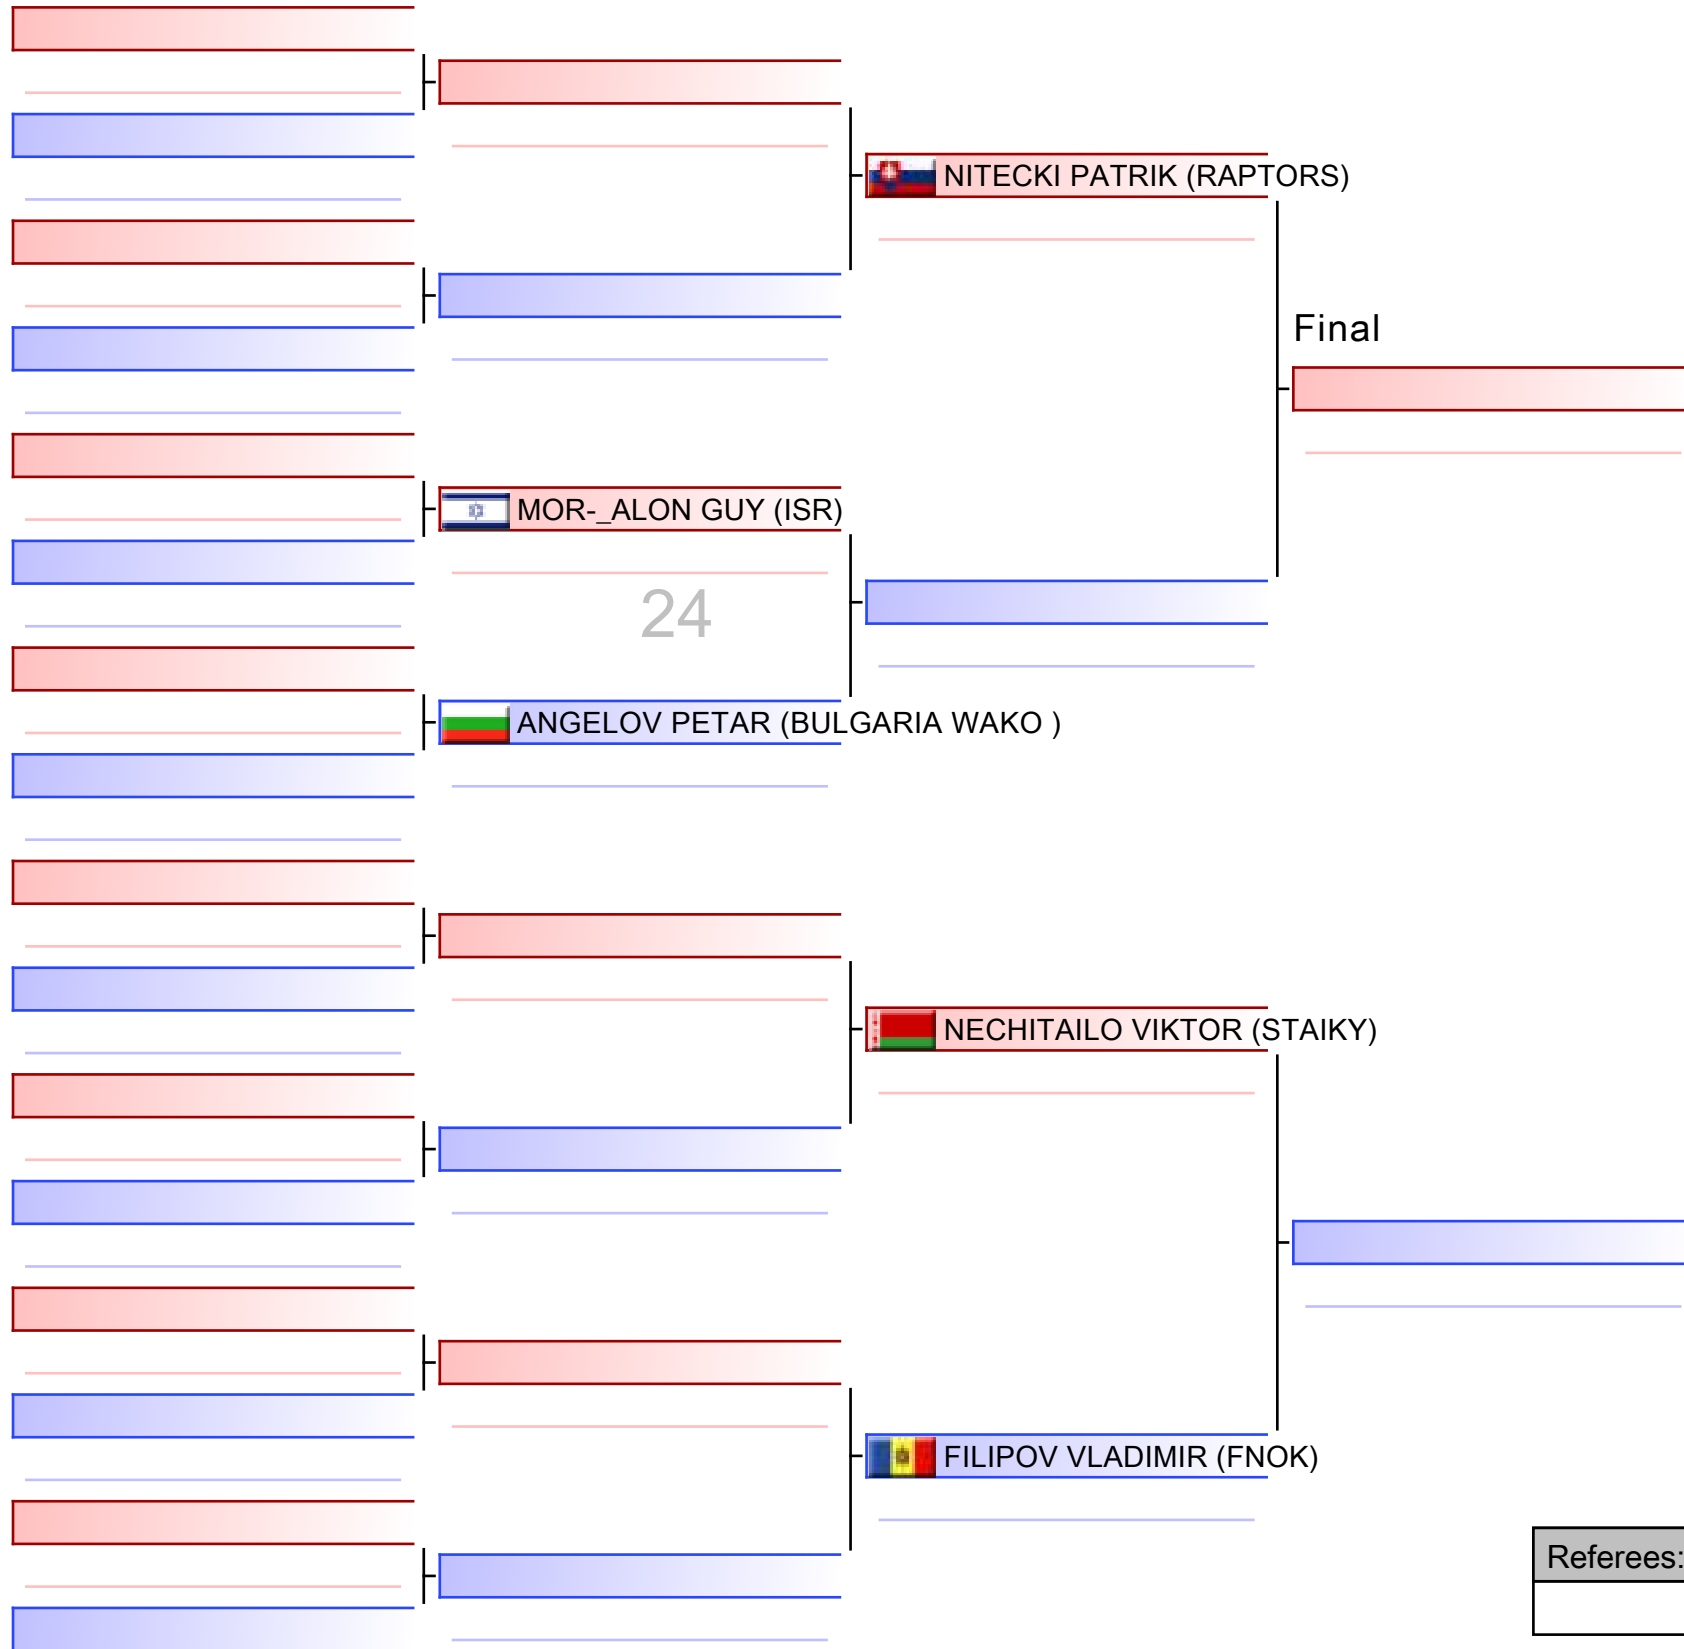 NITECKI PATRIK (RAPTORS)
Final
MOR-_ALON GUY (ISR)
24
ANGELOV PETAR (BULGARIA WAKO )
NECHITAILO VIKTOR (STAIKY)
FILIPOV VLADIMIR (FNOK)
Referees: